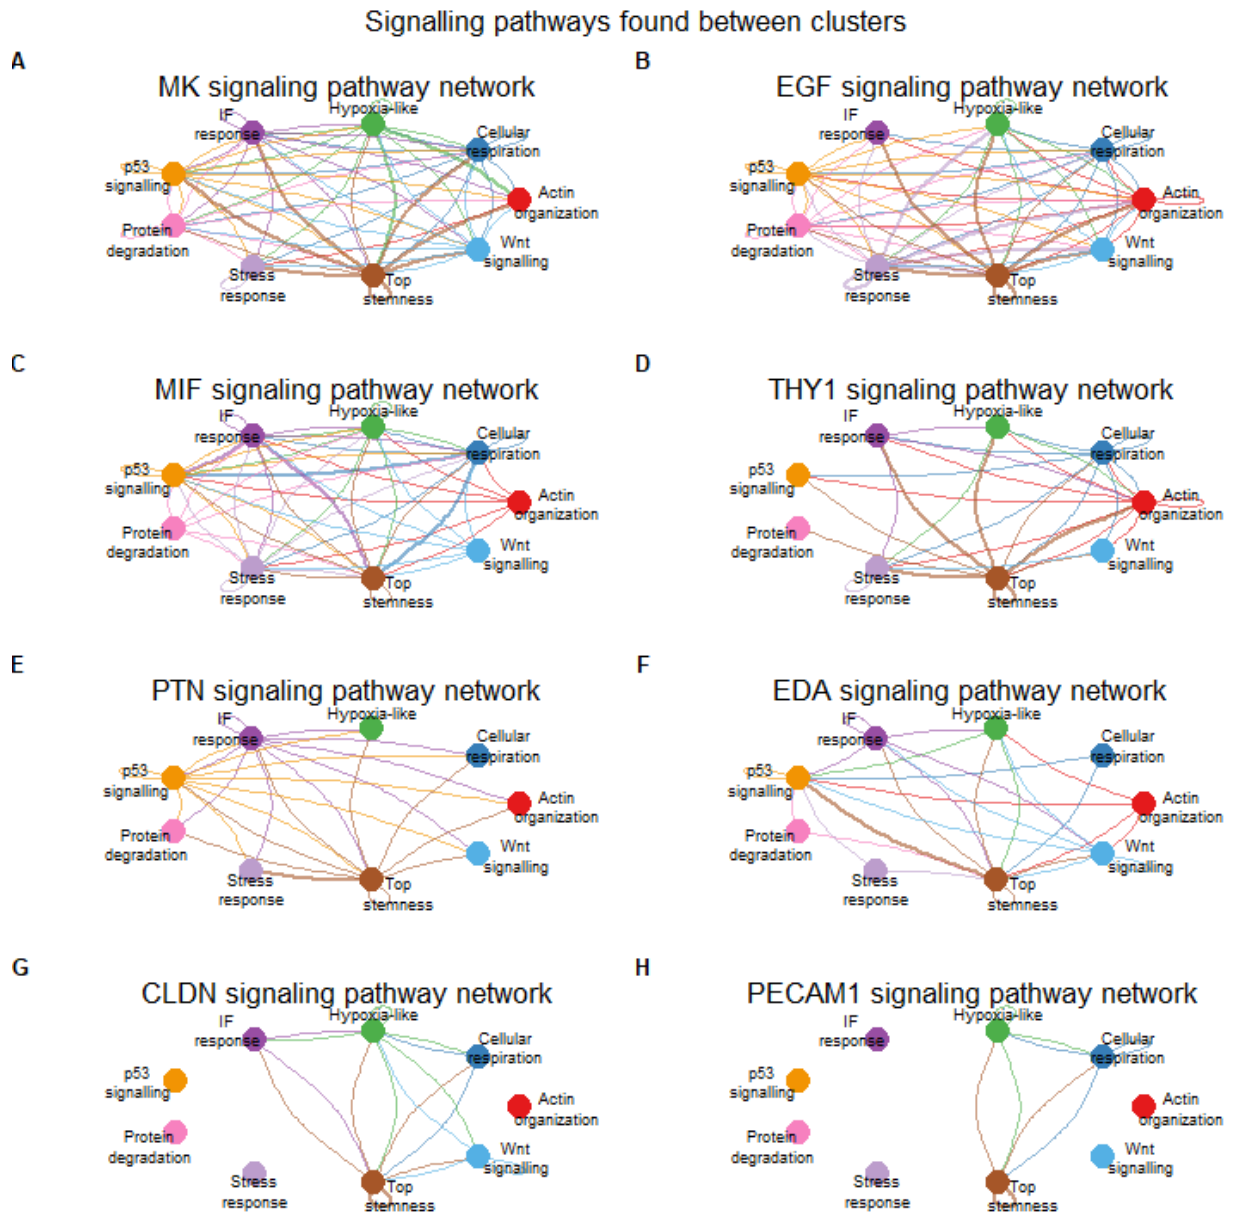 Signalling pathways found between clusters
A
MK signaling pathway network
Hypoxia-like
IF
response
Cellular
respiration
p53
signalling
Actin
organization
Protein
degradation
Wnt
signalling
Stress
response
Top
stemness
B
EGF signaling pathway network
Hypoxia-like
IF
response
Cellular
respiration
p53
signalling
Actin
organization
Protein
degradation
Wnt
signalling
Stress
response
Top
stemness
C
MIF signaling pathway network
Hypoxia-like
IF
response
Cellular
respiration
p53
signalling
Actin
organization
Protein
degradation
Wnt
signalling
Stress
response
Top
stemness
D
THY1 signaling pathway network
Hypoxia-like
IF
response
Cellular
respiration
p53
signalling
Actin
organization
Protein
degradation
Wnt
signalling
Stress
response
Top
stemness
E
PTN signaling pathway network
Hypoxia-like
IF
response
Cellular
respiration
p53
signalling
Actin
organization
Protein
degradation
Wnt
signalling
Stress
response
Top
stemness
F
EDA signaling pathway network
Hypoxia-like
IF
response
Cellular
respiration
p53
signalling
Actin
organization
Protein
degradation
Wnt
signalling
Stress
response
Top
stemness
G
CLDN signaling pathway network
Hypoxia-like
IF
response
Cellular
respiration
p53
signalling
Actin
organization
Protein
degradation
Wnt
signalling
Stress
response
Top
stemness
H
PECAM1 signaling pathway network
Hypoxia-like
IF
response
Cellular
respiration
p53
signalling
Actin
organization
Protein
degradation
Wnt
signalling
Stress
response
Top
stemness